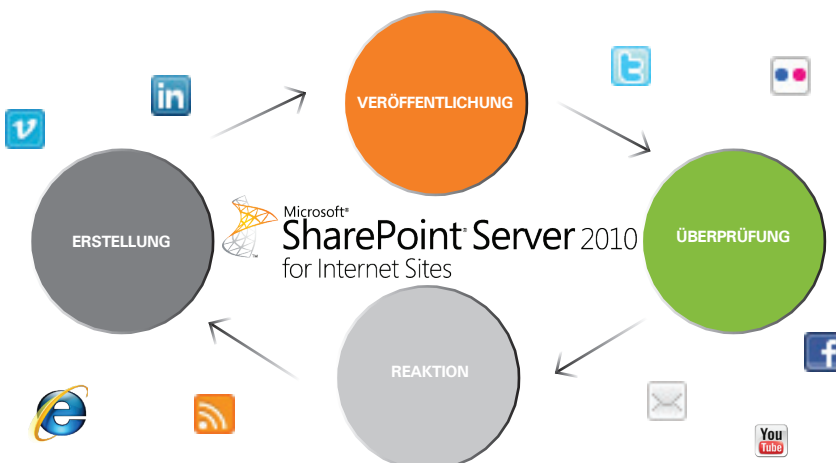 VERÖFFENTLICHUNG
ERSTELLUNG
Microsoft®
SharePoint® Server 2010
for Internet Sites
ÜBERPRÜFUNG
REAKTION
in
You
Tube